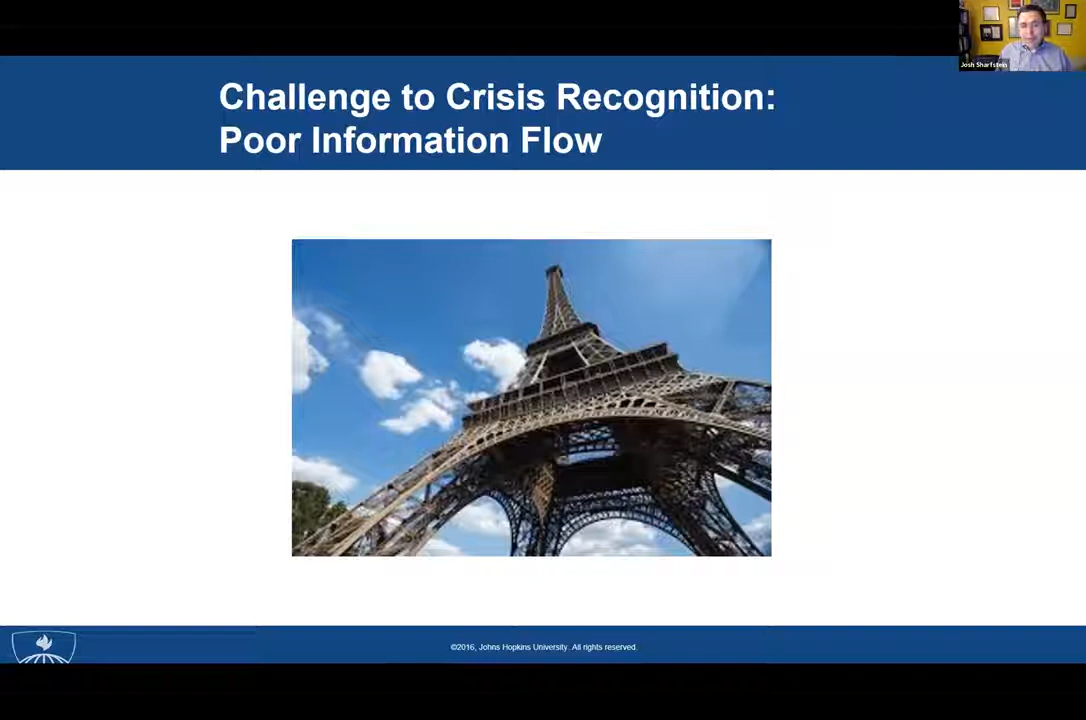 Josh Sharfstein
Challenge to Crisis Recognition:
Poor Information Flow
©2016, Johns Hopkins University. All rights reserved.